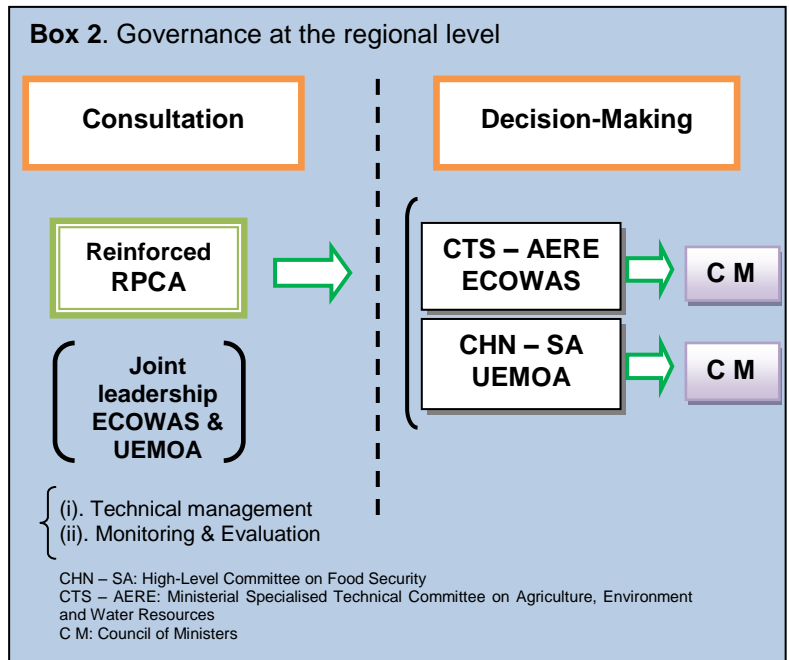 Box 2. Governance at the regional level
Consultation
Decision-Making
Reinforced
RPCA
Joint
leadership
ECOWAS &
UEMOA
(i). Technical management
(ii). Monitoring & Evaluation
CTS – AERE
ECOWAS
C M
CHN – SA
UEMOA
C M
CHN – SA: High-Level Committee on Food Security
CTS – AERE: Ministerial Specialised Technical Committee on Agriculture, Environment
and Water Resources
C M: Council of Ministers